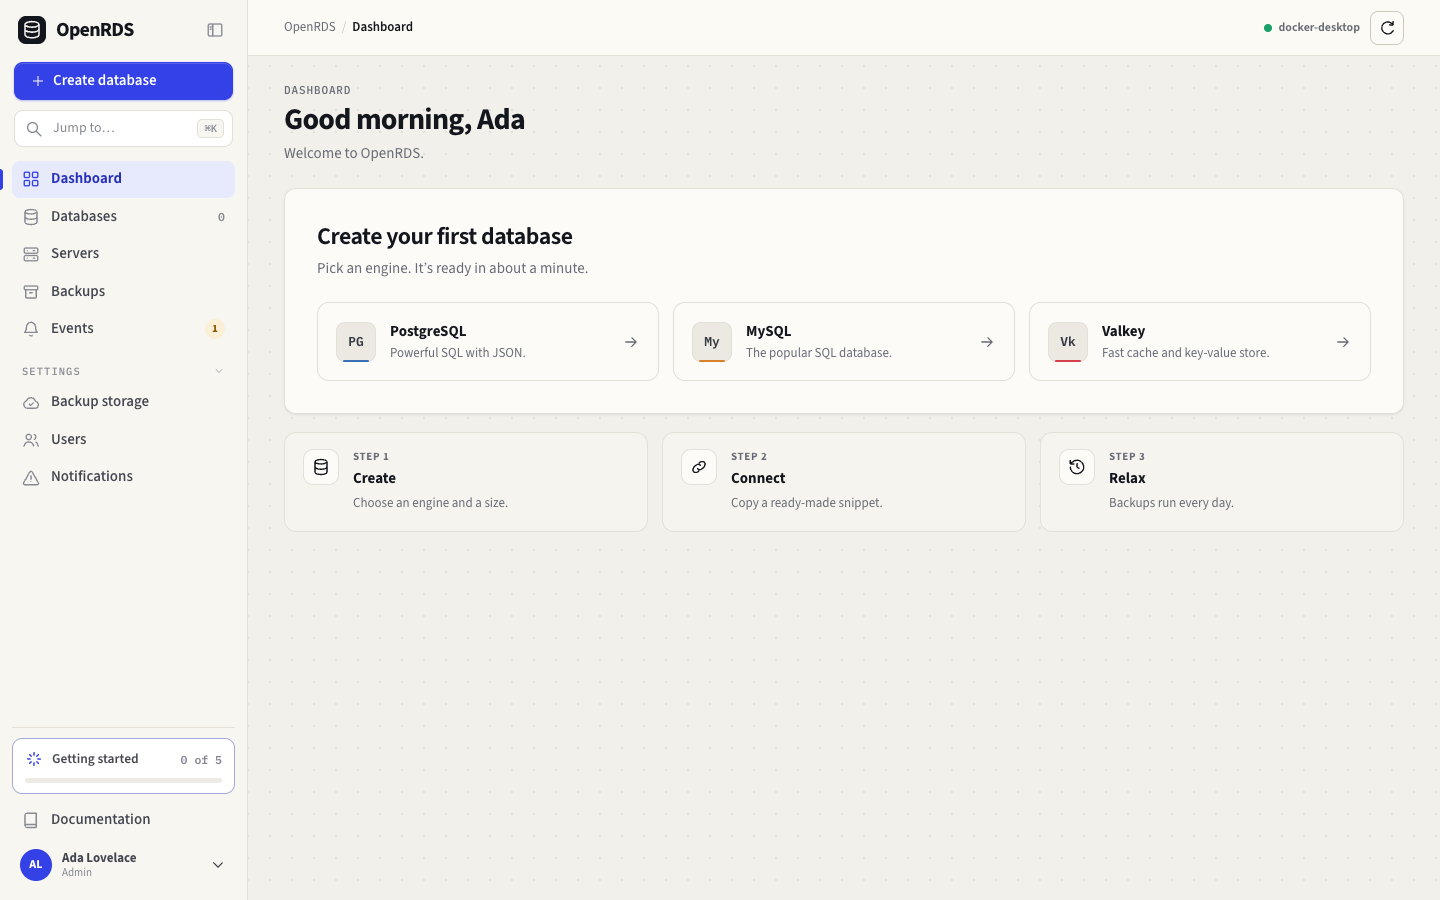 OpenRDS
Create database
Jump to…
⌘K
Dashboard
Databases 0
Servers
Backups
Events 1
SETTINGS
Backup storage
Users
Notifications
Getting started 0 of 5
Documentation
AL
Ada Lovelace
Admin
OpenRDS / Dashboard
docker-desktop
DASHBOARD
Good morning, Ada
Welcome to OpenRDS.
Create your first database
Pick an engine. It’s ready in about a minute.
PG
PostgreSQL
Powerful SQL with JSON.
My
MySQL
The popular SQL database.
Vk
Valkey
Fast cache and key-value store.
STEP 1
Create
Choose an engine and a size.
STEP 2
Connect
Copy a ready-made snippet.
STEP 3
Relax
Backups run every day.